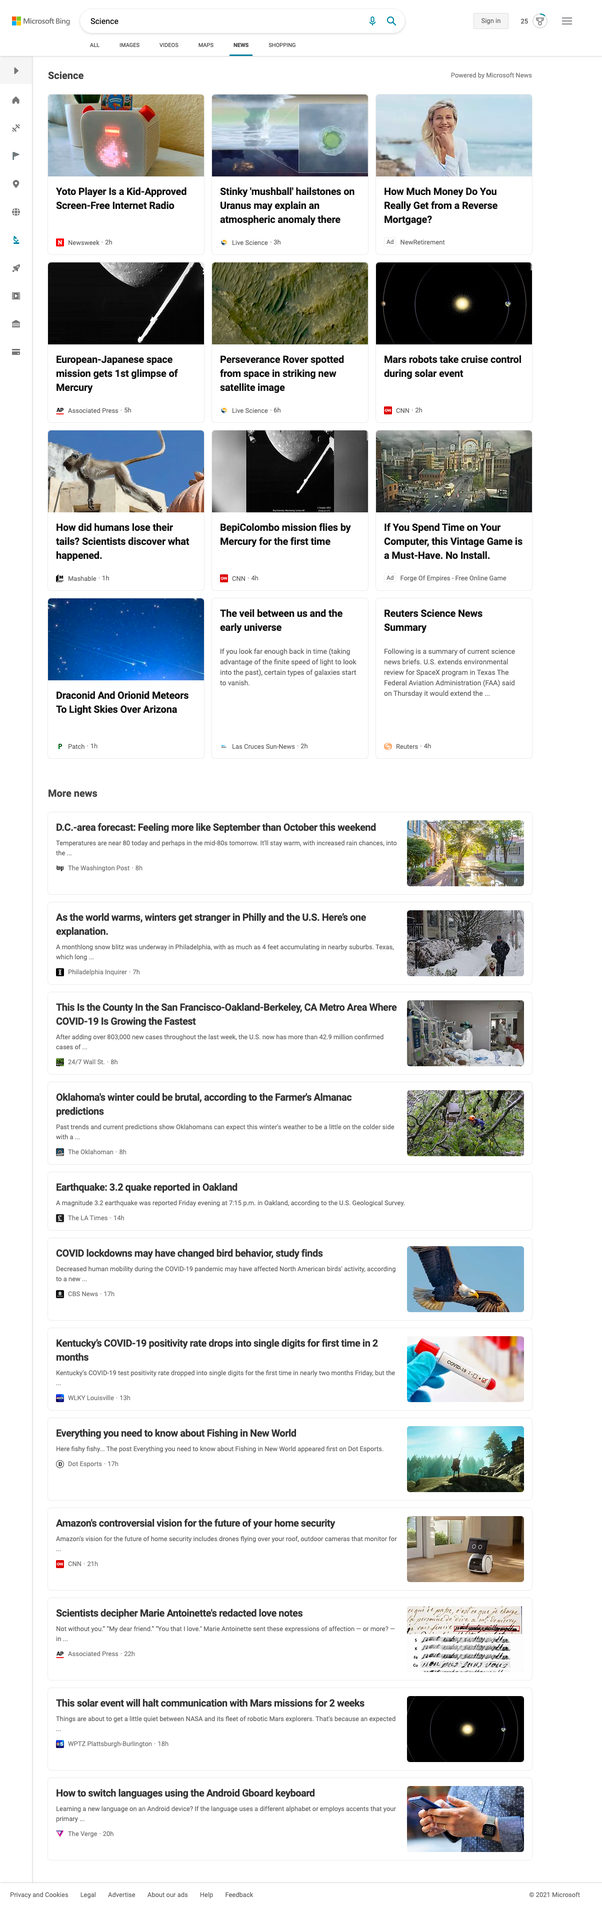 Microsoft Bing
Science
Sign in
25
ALL IMAGES VIDEOS MAPS NEWS SHOPPING
Science
Powered by Microsoft News
Yoto Player Is a Kid-Approved
Screen-Free Internet Radio
Newsweek · 2h
Stinky 'mushball' hailstones on
Uranus may explain an
atmospheric anomaly there
Live Science · 3h
How Much Money Do You
Really Get from a Reverse
Mortgage?
Ad NewRetirement
European-Japanese space
mission gets 1st glimpse of
Mercury
AP Associated Press · 5h
Perseverance Rover spotted
from space in striking new
satellite image
Live Science · 6h
Mars robots take cruise control
during solar event
CNN · 2h
How did humans lose their
tails? Scientists discover what
happened.
Mashable · 1h
BepiColombo mission flies by
Mercury for the first time
CNN · 4h
If You Spend Time on Your
Computer, this Vintage Game is
a Must-Have. No Install.
Ad Forge Of Empires - Free Online Game
Draconid And Orionid Meteors
To Light Skies Over Arizona
Patch · 1h
The veil between us and the
early universe
If you look far enough back in time (taking
advantage of the finite speed of light to look
into the past), certain types of galaxies start
to vanish.
Las Cruces Sun-News · 2h
Reuters Science News
Summary
Following is a summary of current science
news briefs. U.S. extends environmental
review for SpaceX program in Texas The
Federal Aviation Administration (FAA) said
on Thursday it would extend the ...
Reuters · 4h
More news
D.C.-area forecast: Feeling more like September than October this weekend
Temperatures are near 80 today and perhaps in the mid-80s tomorrow. It'll stay warm, with increased rain chances, into
the ...
wp The Washington Post · 8h
As the world warms, winters get stranger in Philly and the U.S. Here's one
explanation.
A monthlong snow blitz was underway in Philadelphia, with as much as 4 feet accumulating in nearby suburbs. Texas,
which long ...
Philadelphia Inquirer · 7h
This Is the County In the San Francisco-Oakland-Berkeley, CA Metro Area Where
COVID-19 Is Growing the Fastest
After adding over 803,000 new cases throughout the last week, the U.S. now has more than 42.9 million confirmed
cases of ...
24/7 Wall St. · 8h
Oklahoma's winter could be brutal, according to the Farmer's Almanac
predictions
Past trends and current predictions show Oklahomans can expect this winter's weather to be a little on the colder side
with a ...
The Oklahoman · 8h
Earthquake: 3.2 quake reported in Oakland
A magnitude 3.2 earthquake was reported Friday evening at 7:15 p.m. in Oakland, according to the U.S. Geological Survey.
The LA Times · 14h
COVID lockdowns may have changed bird behavior, study finds
Decreased human mobility during the COVID-19 pandemic may have affected North American birds' activity, according
to a new ...
CBS News · 17h
Kentucky's COVID-19 positivity rate drops into single digits for first time in 2
months
Kentucky's COVID-19 test positivity rate dropped into single digits for the first time in nearly two months Friday, but the
...
WLKY Louisville · 13h
COVID-19
Everything you need to know about Fishing in New World
Here fishy fishy... The post Everything you need to know about Fishing in New World appeared first on Dot Esports.
Dot Esports · 17h
Amazon's controversial vision for the future of your home security
Amazon's vision for the future of home security includes drones flying over your roof, outdoor cameras that monitor for
...
CNN · 21h
Scientists decipher Marie Antoinette's redacted love notes
Not without you." "My dear friend." "You that I love." Marie Antoinette sent these expressions of affection — or more? —
in ...
AP Associated Press · 22h
This solar event will halt communication with Mars missions for 2 weeks
Things are about to get a little quiet between NASA and its fleet of robotic Mars explorers. That's because an expected
...
WPTZ Plattsburgh-Burlington · 18h
How to switch languages using the Android Gboard keyboard
Learning a new language on an Android device? If the language uses a different alphabet or employs accents that your
primary ...
The Verge · 20h
Privacy and Cookies Legal Advertise About our ads Help Feedback
© 2021 Microsoft